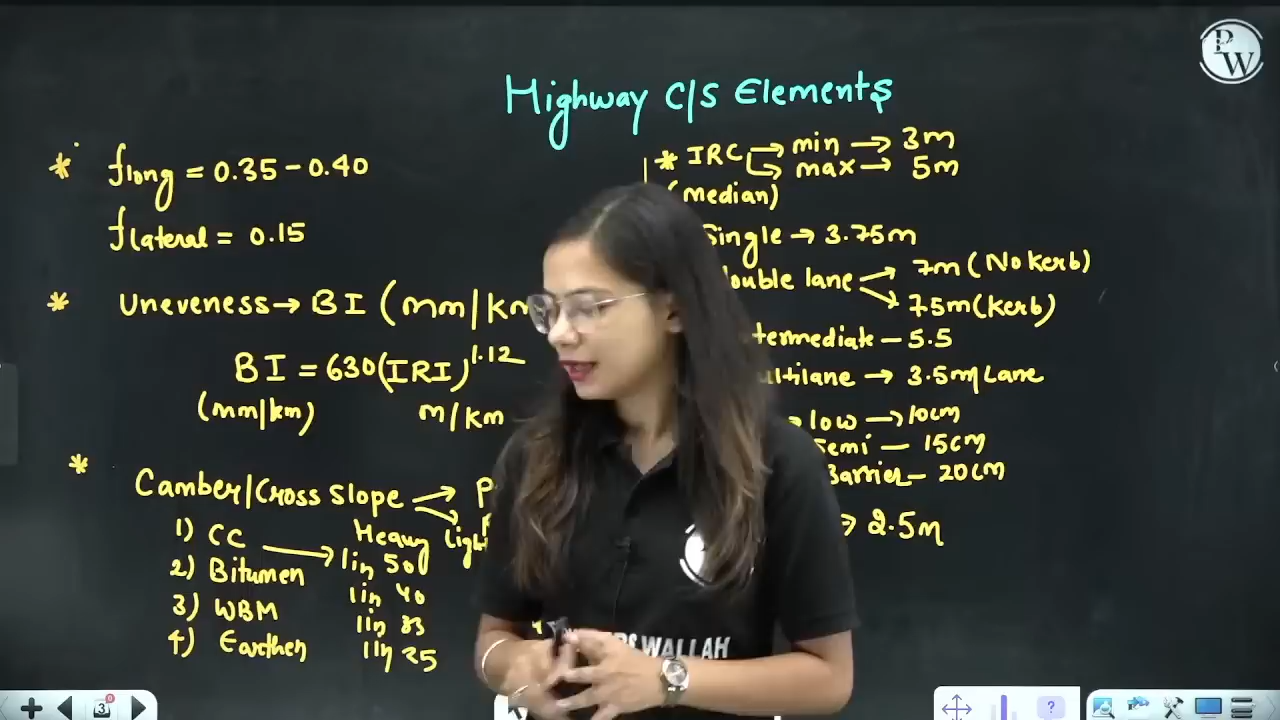 PW
Highway C/S Elements
* flong = 0.35 - 0.40
flateral = 0.15
* Uneveness → BI (mm/km
BI = 630 (IRI)^1.12
(mm/km) m/km
* Camber/Cross slope → P
Heavy Ligh
1) CC → 1 in 50
2) Bitumen 1 in 40
3) WBM 1 in 33
4) Earthen 1 in 25
* IRC → min → 3m
→ max → 5m
(median)
Single → 3.75m
ouble lane → 7m (No kerb)
→ 7.5m (kerb)
termediate - 5.5
ultilane → 3.5m/Lane
→ low → 10cm
Semi - 15cm
Barrier - 20cm
→ 2.5m
WALLAH
3